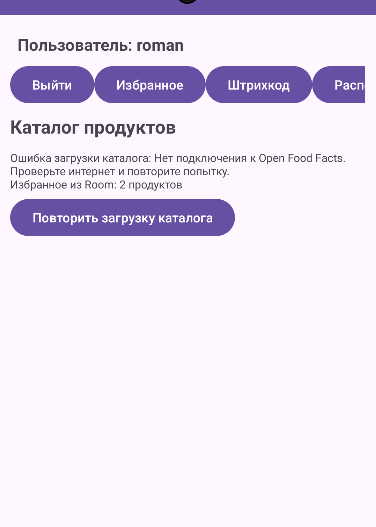 Пользователь: roman
Выйти Избранное Штрихкод Расп
Каталог продуктов
Ошибка загрузки каталога: Нет подключения к Open Food Facts.
Проверьте интернет и повторите попытку.
Избранное из Room: 2 продуктов
Повторить загрузку каталога